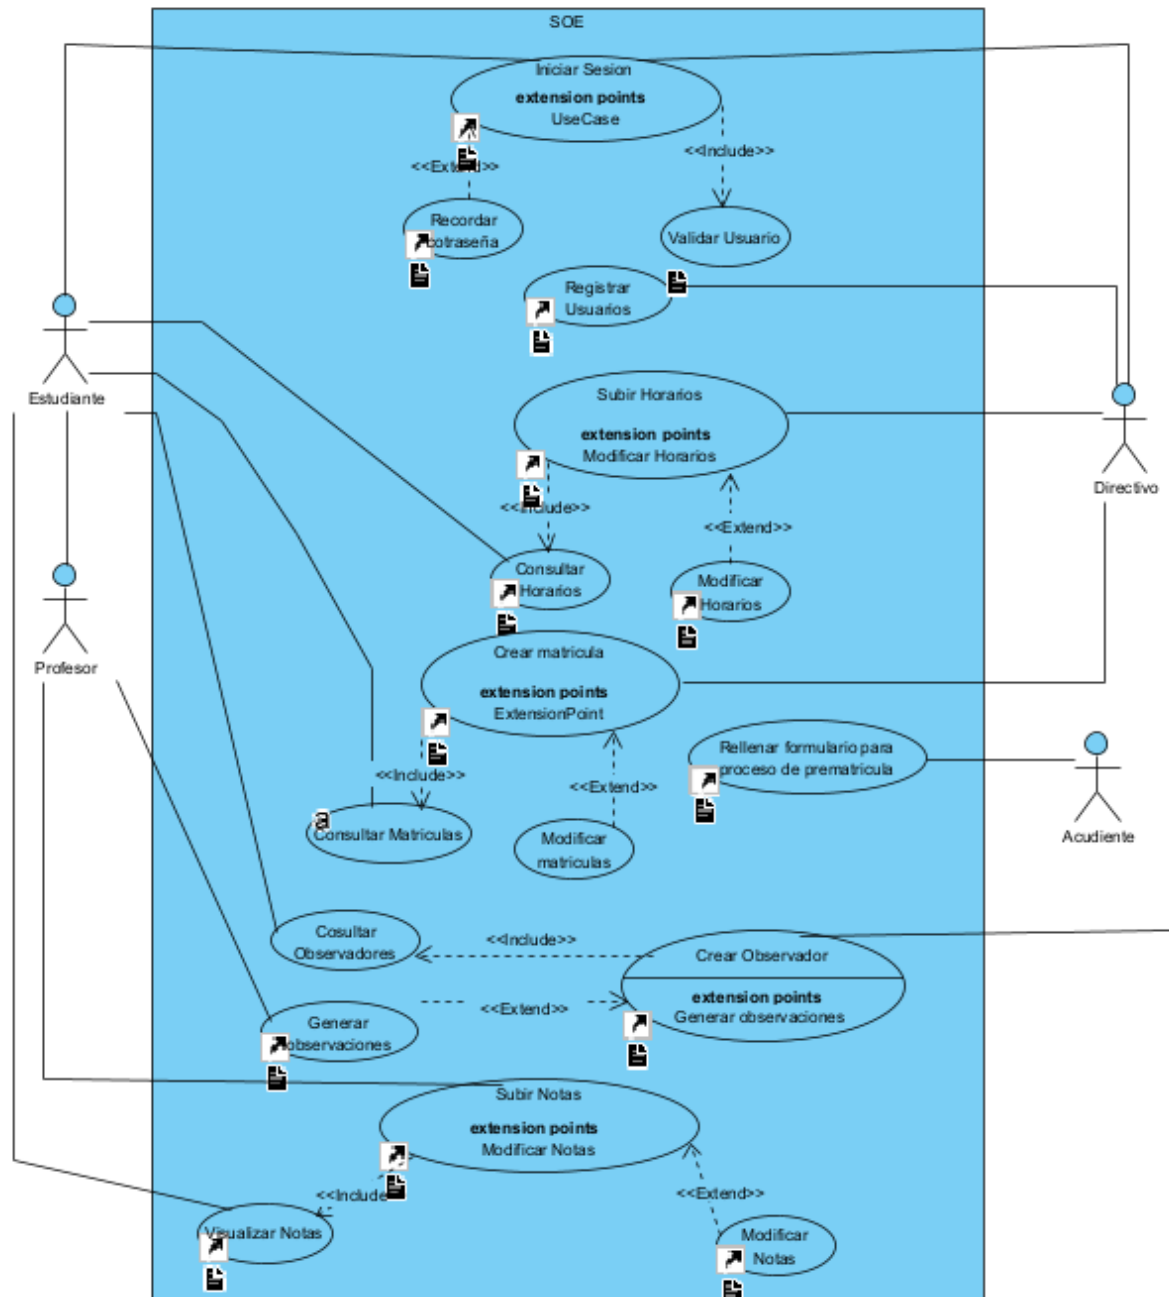 SOE
Iniciar Sesion
extension points
UseCase
<<Include>>
<<Extend>>
Recordar
cotraseña
Validar Usuario
Registrar
Usuarios
Estudiante
Subir Horarios
extension points
Modificar Horarios
Directivo
<<Include>>
<<Extend>>
Consultar
Horarios
Modificar
Horarios
Profesor
Crear matricula
extension points
ExtensionPoint
Rellenar formulario para
proceso de prematricula
<<Include>>
<<Extend>>
Acudiente
a
Consultar Matriculas
Modificar
matriculas
Cosultar
Observadores
<<Include>>
Crear Observador
extension points
Generar observaciones
<<Extend>>
Generar
observaciones
Subir Notas
extension points
Modificar Notas
<<Include
<<Extend>>
Visualizar Notas
Modificar
Notas